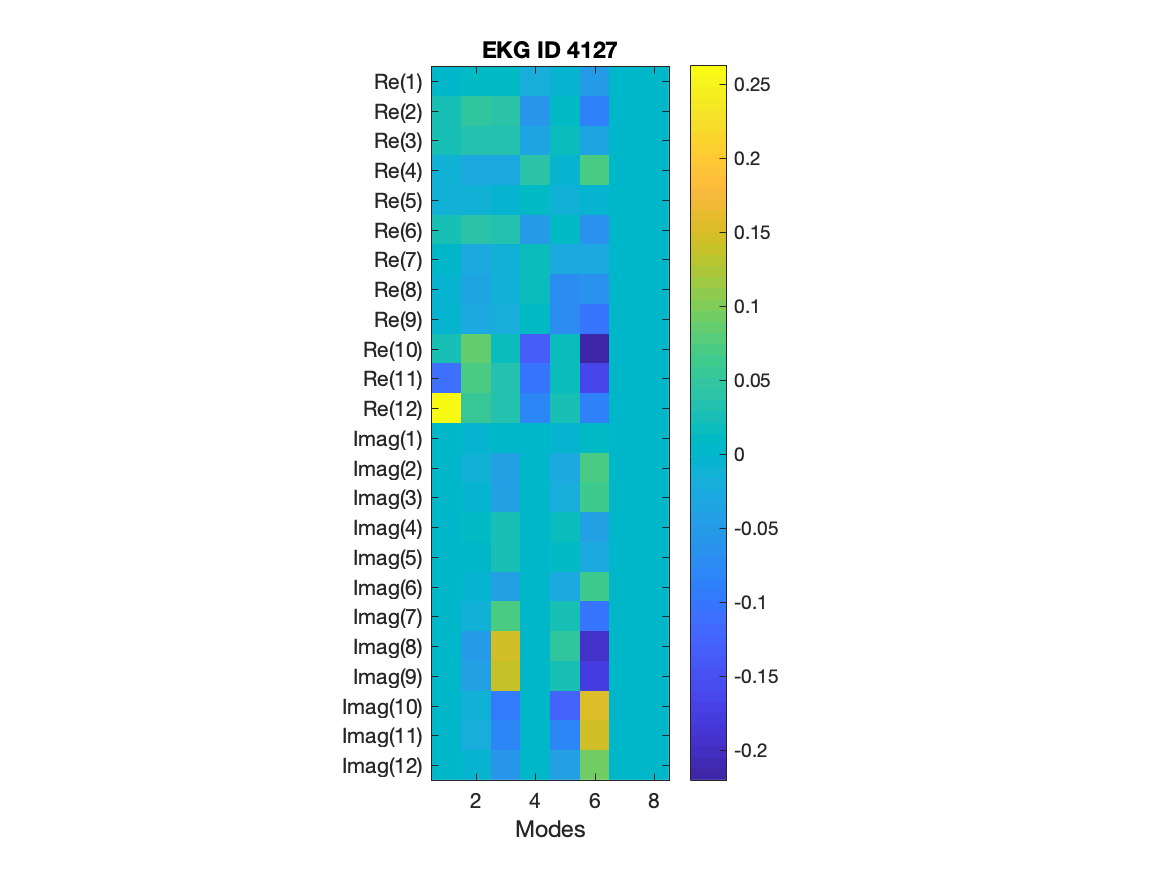 EKG ID 4127
Re(1)
Re(2)
Re(3)
Re(4)
Re(5)
Re(6)
Re(7)
Re(8)
Re(9)
Re(10)
Re(11)
Re(12)
Imag(1)
Imag(2)
Imag(3)
Imag(4)
Imag(5)
Imag(6)
Imag(7)
Imag(8)
Imag(9)
Imag(10)
Imag(11)
Imag(12)
2 4 6 8
Modes
0.25
0.2
0.15
0.1
0.05
0
-0.05
-0.1
-0.15
-0.2